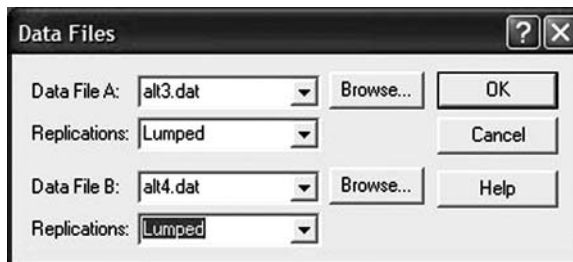 Data Files
Data File A: alt3.dat Browse... OK
Replications: Lumped Cancel
Data File B: alt4.dat Browse... Help
Replications: Lumped